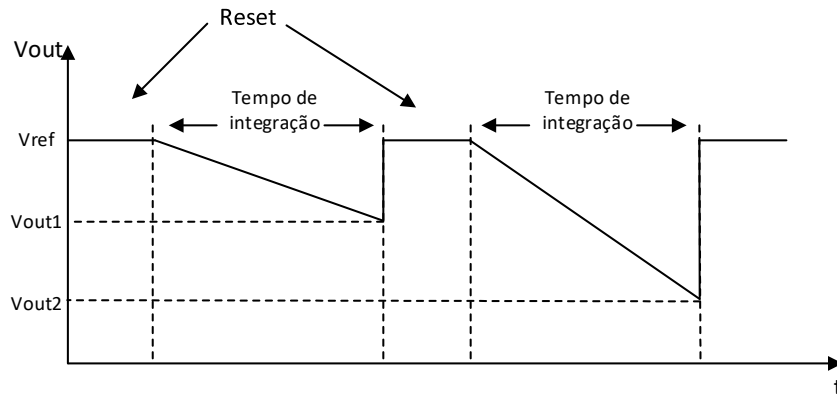 Reset
Vout
Tempo de
integração
Tempo de
integração
Vref
Vout1
Vout2
t